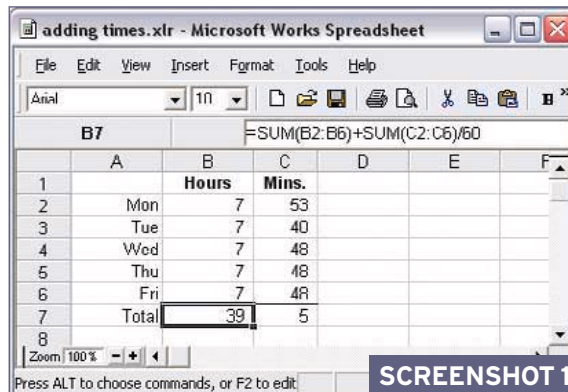 adding times.xlr - Microsoft Works Spreadsheet
File Edit View Insert Format Tools Help
Arial 10 B »
B7 =SUM(B2:B6)+SUM(C2:C6)/60
A B C D E F
1 Hours Mins.
2 Mon 7 53
3 Tue 7 40
4 Wed 7 48
5 Thu 7 48
6 Fri 7 48
7 Total 39 5
8
Zoom 100% - +
Press ALT to choose commands, or F2 to edit
SCREENSHOT 1